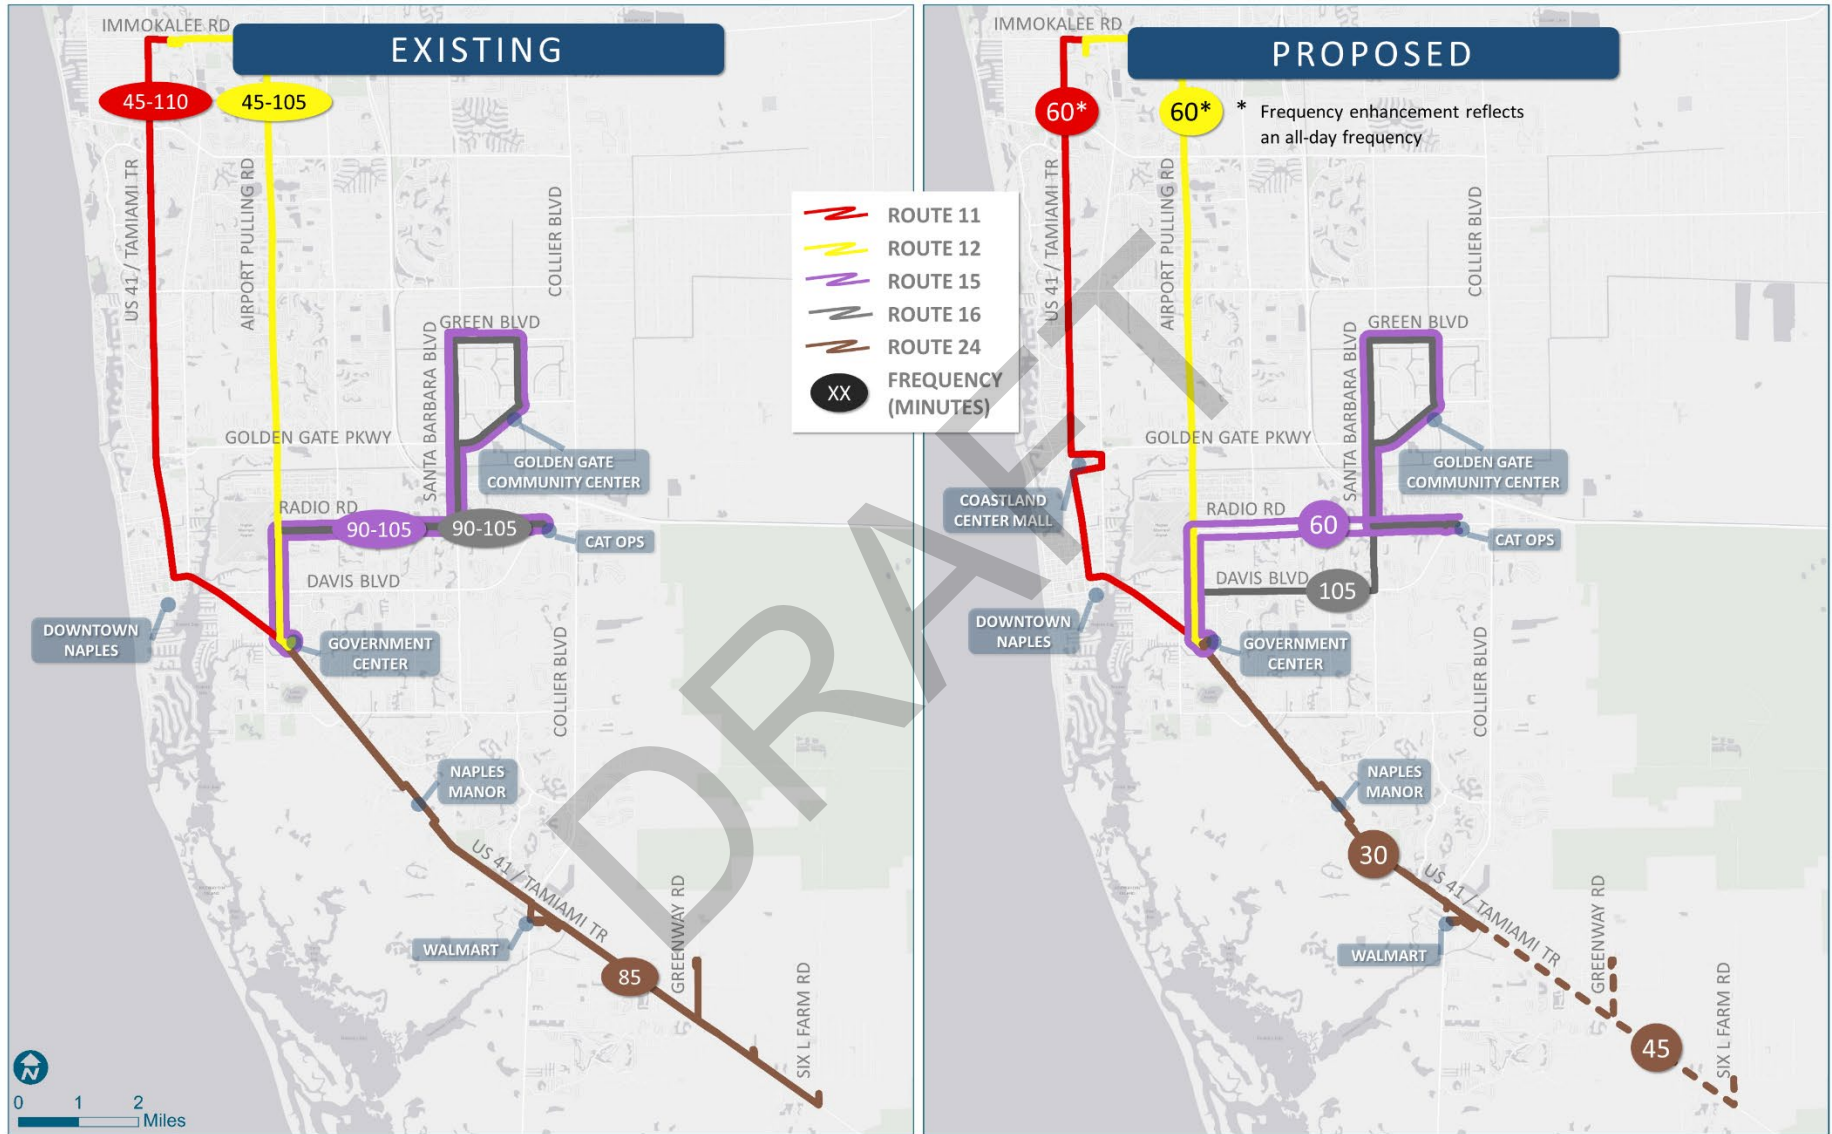 IMMOKALEE RD
EXISTING
45-110
45-105
US 41 / TAMIAMI TR
AIRPORT PULLING RD
COLLIER BLVD
SANTA BARBARA BLVD
GREEN BLVD
GOLDEN GATE PKWY
GOLDEN GATE
COMMUNITY CENTER
RADIO RD
90-105
90-105
CAT OPS
DAVIS BLVD
DOWNTOWN
NAPLES
GOVERNMENT
CENTER
COLLIER BLVD
NAPLES
MANOR
US 41 / TAMIAMI TR
WALMART
85
GREENWAY RD
SIX L FARM RD
N
0 1 2
Miles
ROUTE 11
ROUTE 12
ROUTE 15
ROUTE 16
ROUTE 24
XX
FREQUENCY
(MINUTES)
DRAFT
IMMOKALEE RD
PROPOSED
60*
60*
* Frequency enhancement reflects
an all-day frequency
US 41 / TAMIAMI TR
AIRPORT PULLING RD
COLLIER BLVD
SANTA BARBARA BLVD
GREEN BLVD
GOLDEN GATE PKWY
GOLDEN GATE
COMMUNITY CENTER
COASTLAND
CENTER MALL
RADIO RD
60
CAT OPS
DAVIS BLVD
105
DOWNTOWN
NAPLES
GOVERNMENT
CENTER
COLLIER BLVD
NAPLES
MANOR
30
US 41 / TAMIAMI TR
WALMART
GREENWAY RD
45
SIX L FARM RD